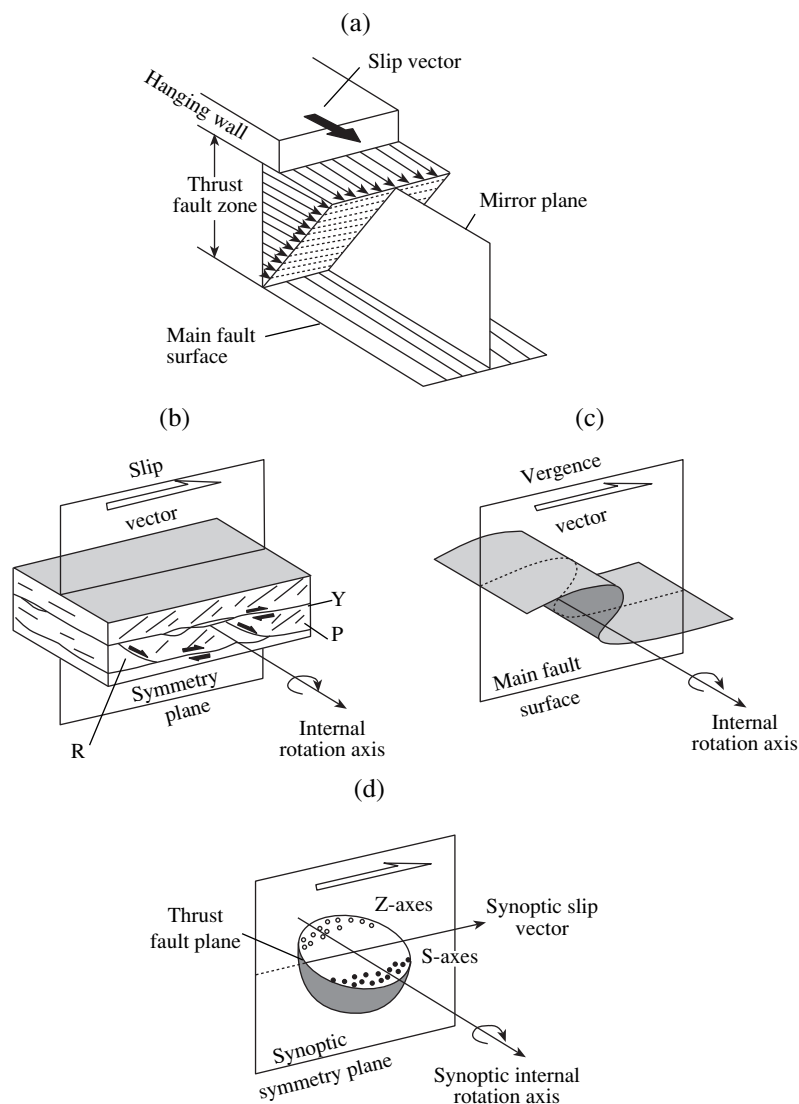 (a)
Slip vector
Hanging wall
Thrust
fault zone
Mirror plane
Main fault
surface
(b)
Slip
vector
Y
P
Symmetry
plane
R
Internal
rotation axis
(c)
Vergence
vector
Main fault
surface
Internal
rotation axis
(d)
Z-axes
Thrust
fault plane
Synoptic slip
vector
S-axes
Synoptic
symmetry plane
Synoptic internal
rotation axis